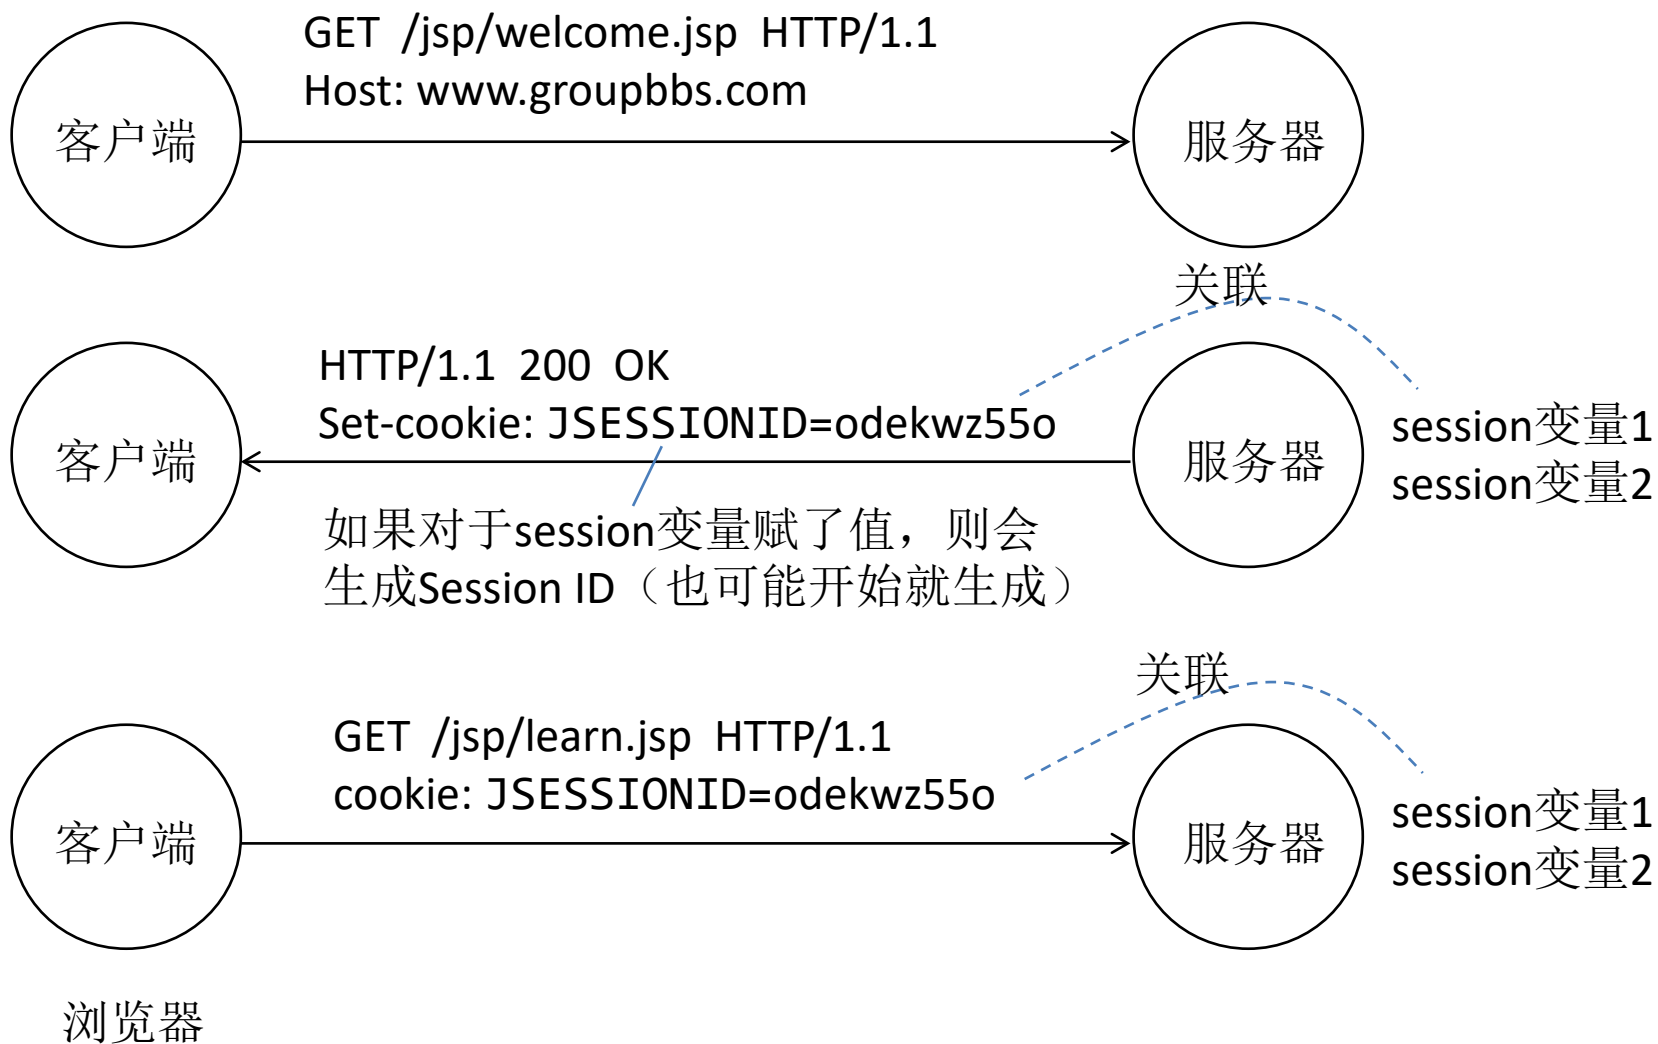 GET /jsp/welcome.jsp HTTP/1.1
Host: www.groupbbs.com
客户端
服务器
关联
HTTP/1.1 200 OK
Set-cookie: JSESSIONID=odekwz55o
客户端
服务器
session变量1
session变量2
如果对于session变量赋了值，则会
生成Session ID（也可能开始就生成）
关联
GET /jsp/learn.jsp HTTP/1.1
cookie: JSESSIONID=odekwz55o
客户端
服务器
session变量1
session变量2
浏览器